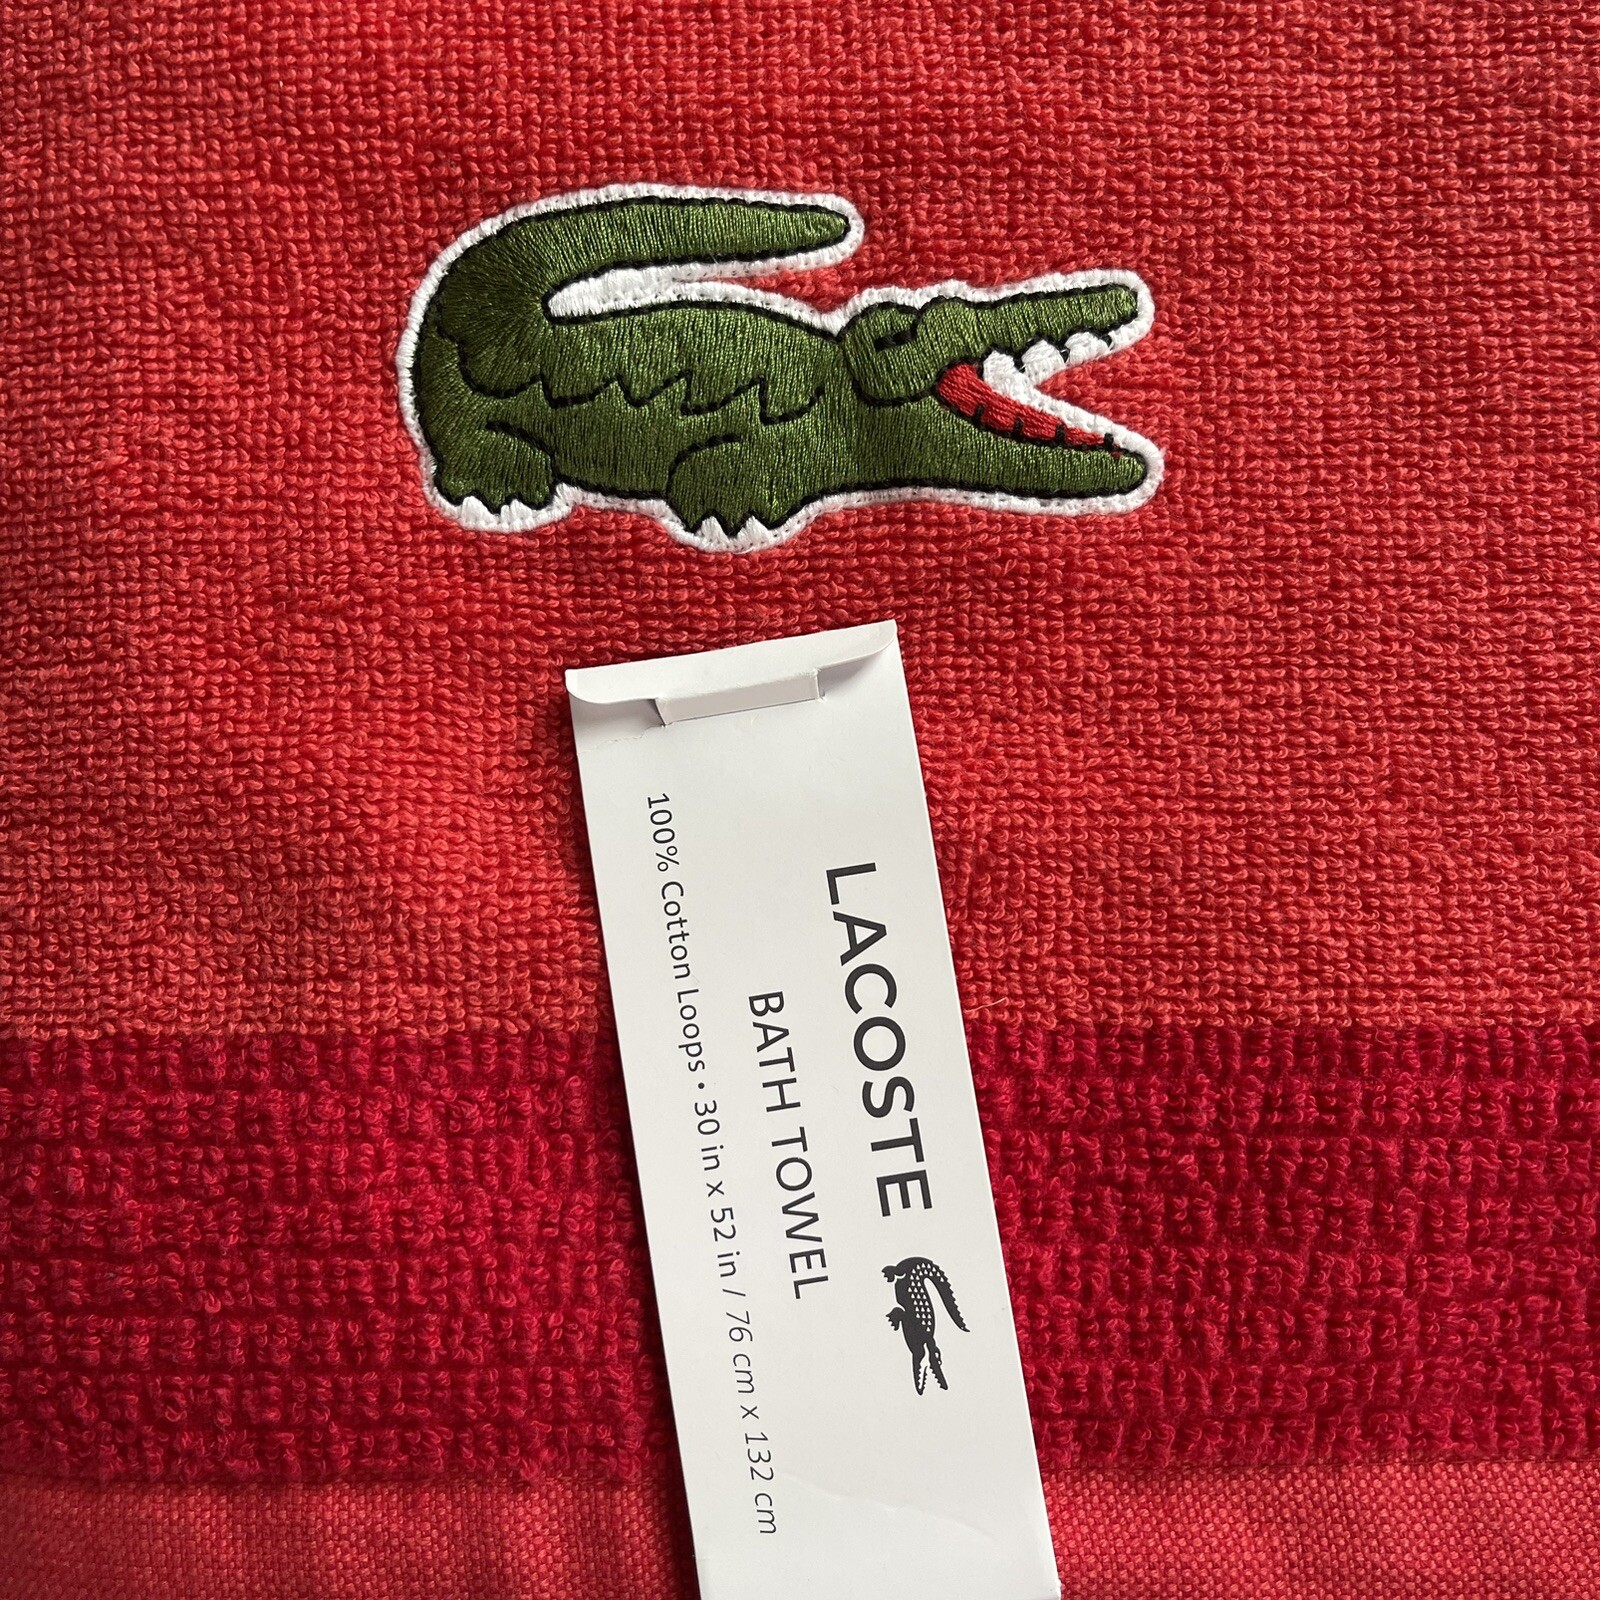 LACOSTE
BATH TOWEL
100% Cotton Loops • 30 in x 52 in / 76 cm x 132 cm